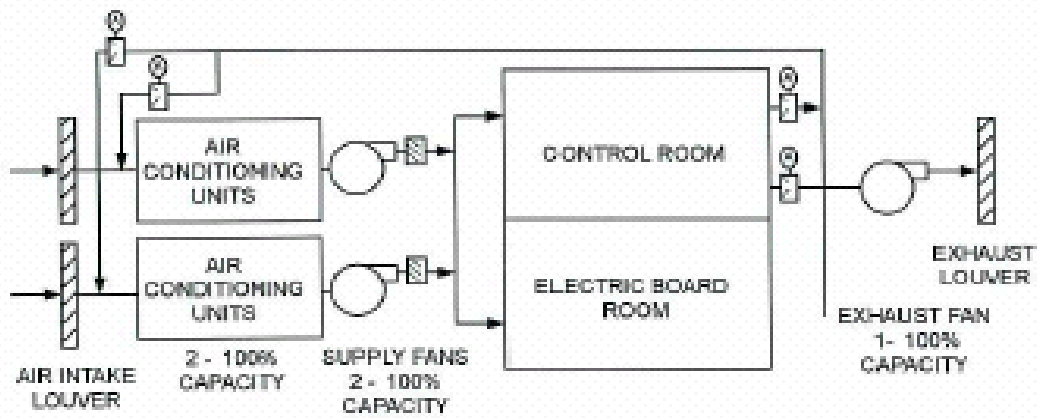 AIR
CONDITIONING
UNITS
CONTROL ROOM
AIR
CONDITIONING
UNITS
ELECTRIC BOARD
ROOM
EXHAUST
LOUVER
AIR INTAKE
LOUVER
2 - 100%
CAPACITY
SUPPLY FANS
2 - 100%
CAPACITY
EXHAUST FAN
1- 100%
CAPACITY